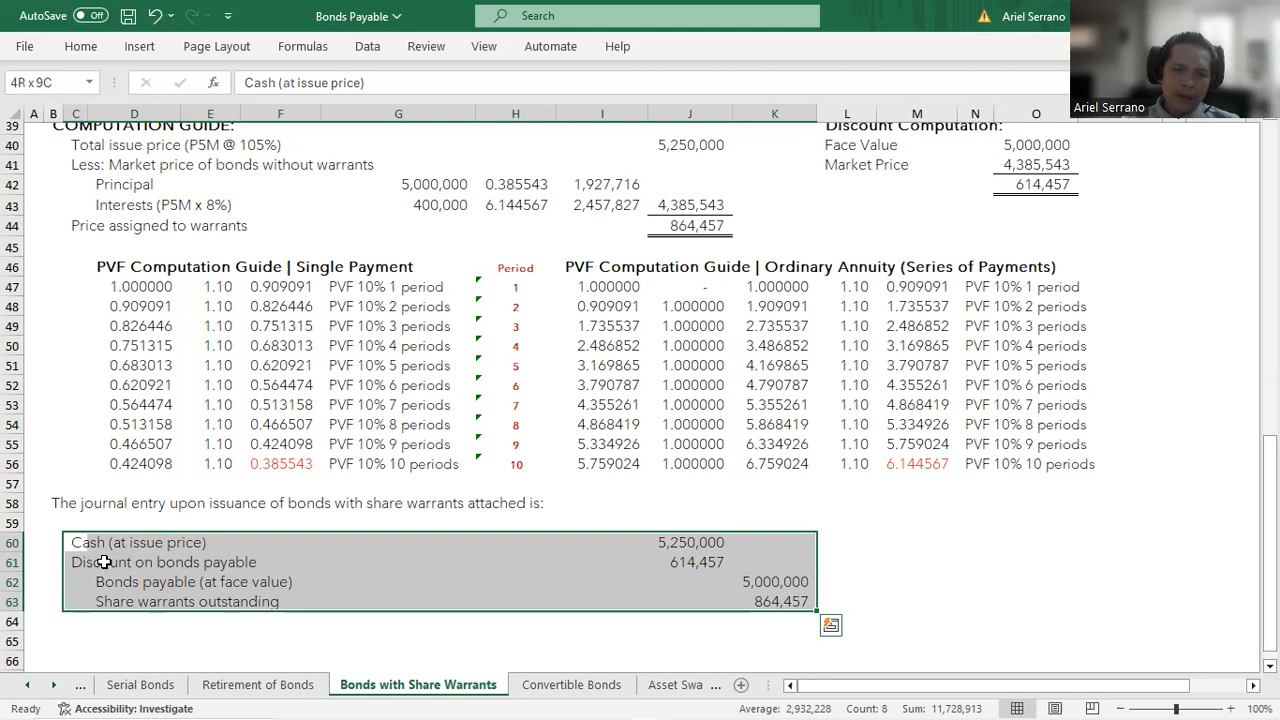 AutoSave Off Bonds Payable Search Ariel Serrano
File Home Insert Page Layout Formulas Data Review View Automate Help
4R x 9C fx Cash (at issue price)
Ariel Serrano
A B C D E F G H I J K L M N O
39 COMPUTATION GUIDE: Discount Computation:
40 Total issue price (P5M @ 105%) 5,250,000 Face Value 5,000,000
41 Less: Market price of bonds without warrants Market Price 4,385,543
42 Principal 5,000,000 0.385543 1,927,716 614,457
43 Interests (P5M x 8%) 400,000 6.144567 2,457,827 4,385,543
44 Price assigned to warrants 864,457
45
46 PVF Computation Guide | Single Payment Period PVF Computation Guide | Ordinary Annuity (Series of Payments)
47 1.000000 1.10 0.909091 PVF 10% 1 period 1 1.000000 - 1.000000 1.10 0.909091 PVF 10% 1 period
48 0.909091 1.10 0.826446 PVF 10% 2 periods 2 0.909091 1.000000 1.909091 1.10 1.735537 PVF 10% 2 periods
49 0.826446 1.10 0.751315 PVF 10% 3 periods 3 1.735537 1.000000 2.735537 1.10 2.486852 PVF 10% 3 periods
50 0.751315 1.10 0.683013 PVF 10% 4 periods 4 2.486852 1.000000 3.486852 1.10 3.169865 PVF 10% 4 periods
51 0.683013 1.10 0.620921 PVF 10% 5 periods 5 3.169865 1.000000 4.169865 1.10 3.790787 PVF 10% 5 periods
52 0.620921 1.10 0.564474 PVF 10% 6 periods 6 3.790787 1.000000 4.790787 1.10 4.355261 PVF 10% 6 periods
53 0.564474 1.10 0.513158 PVF 10% 7 periods 7 4.355261 1.000000 5.355261 1.10 4.868419 PVF 10% 7 periods
54 0.513158 1.10 0.466507 PVF 10% 8 periods 8 4.868419 1.000000 5.868419 1.10 5.334926 PVF 10% 8 periods
55 0.466507 1.10 0.424098 PVF 10% 9 periods 9 5.334926 1.000000 6.334926 1.10 5.759024 PVF 10% 9 periods
56 0.424098 1.10 0.385543 PVF 10% 10 periods 10 5.759024 1.000000 6.759024 1.10 6.144567 PVF 10% 10 periods
57
58 The journal entry upon issuance of bonds with share warrants attached is:
59
60 Cash (at issue price) 5,250,000
61 Discount on bonds payable 614,457
62 Bonds payable (at face value) 5,000,000
63 Share warrants outstanding 864,457
64
65
66
... Serial Bonds Retirement of Bonds Bonds with Share Warrants Convertible Bonds Asset Swa ...
Ready Accessibility: Investigate Average: 2,932,228 Count: 8 Sum: 11,728,913 100%